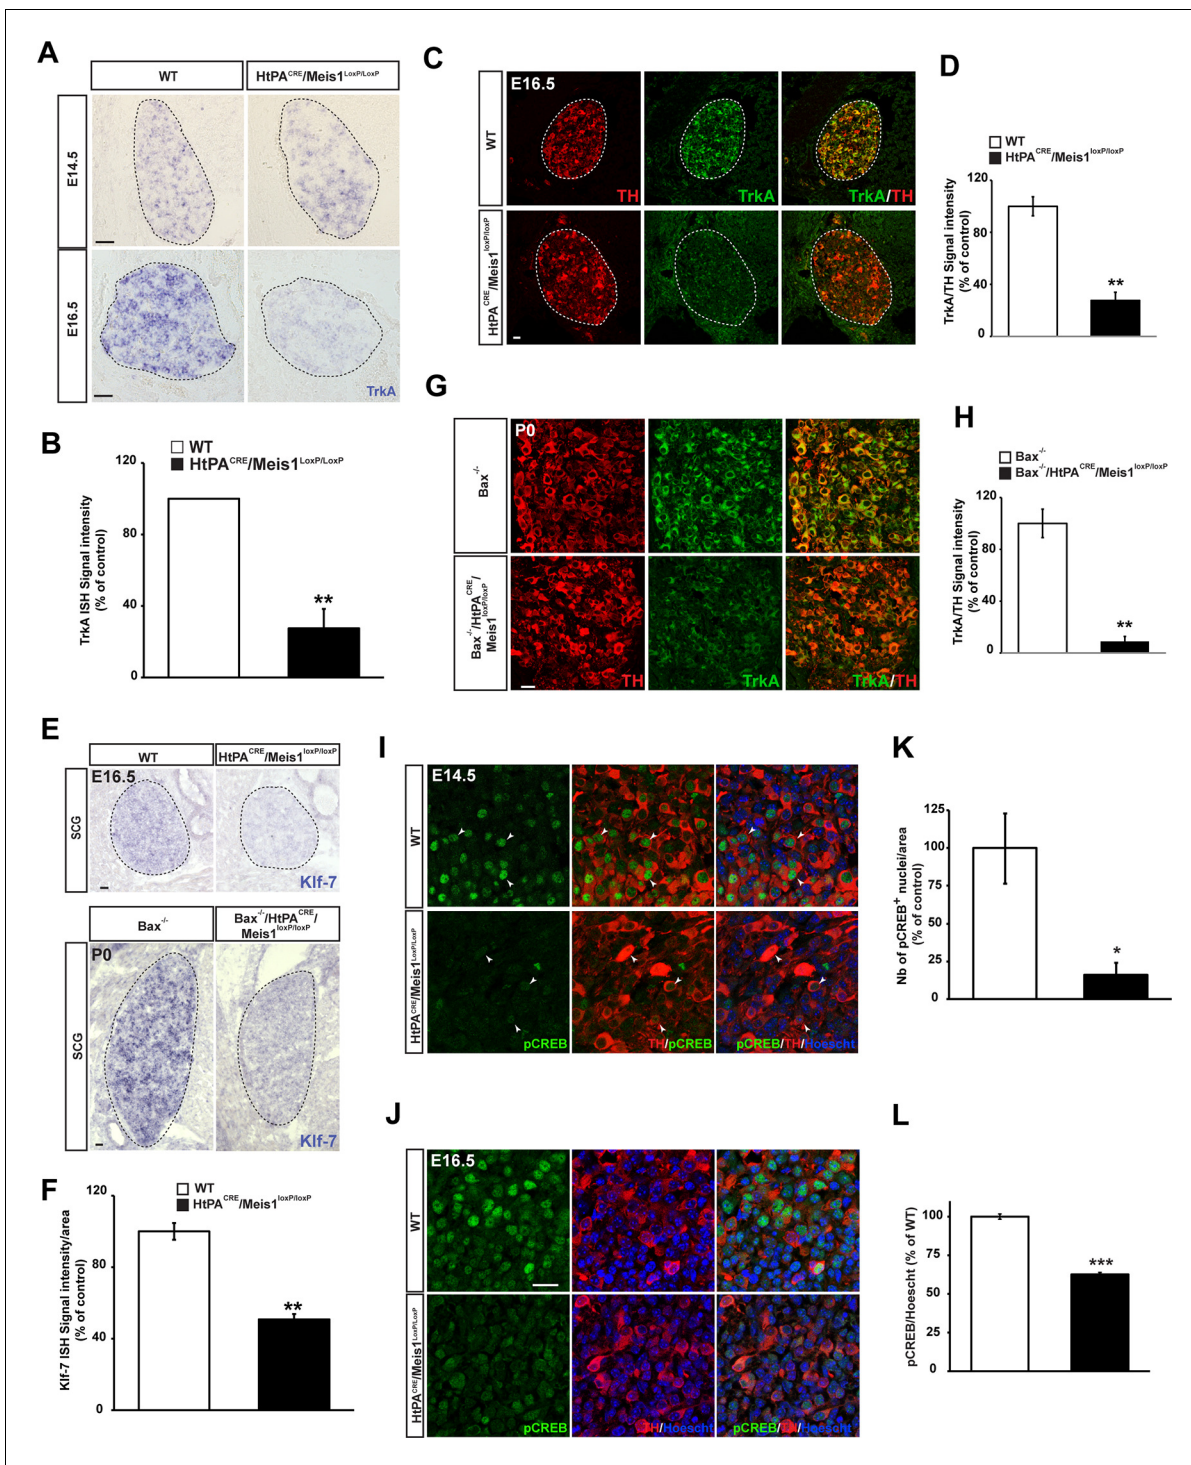 A
WT
HtPA^CRE/Meis1^LoxP/LoxP
E14.5
E16.5
TrkA
B
WT
HtPA^CRE/Meis1^LoxP/LoxP
TrkA ISH Signal intensity
(% of control)
120
80
40
0
**
C
E16.5
WT
HtPA^CRE/Meis1^loxP/loxP
TH
TrkA
TrkA/TH
D
WT
HtPA^CRE/Meis1^loxP/loxP
TrkA/TH Signal intensity
(% of control)
120
80
40
0
**
E
WT
HtPA^CRE/Meis1^loxP/loxP
SCG
E16.5
Klf-7
Bax^-/-
Bax^-/-/HtPA^CRE/
Meis1^loxP/loxP
SCG
P0
Klf-7
F
WT
HtPA^CRE/Meis1^loxP/loxP
Klf-7 ISH Signal intensity/area
(% of control)
120
80
40
0
**
G
P0
Bax^-/-
Bax^-/-/HtPA^CRE/
Meis1^loxP/loxP
TH
TrkA
TrkA/TH
H
Bax^-/-
Bax^-/-/HtPA^CRE/Meis1^loxP/loxP
TrkA/TH Signal intensity
(% of control)
120
80
40
0
**
I
E14.5
WT
HtPA^CRE/Meis1^LoxP/LoxP
pCREB
TH/pCREB
pCREB/TH/Hoescht
J
E16.5
WT
HtPA^CRE/Meis1^LoxP/LoxP
pCREB
TH/Hoescht
pCREB/TH/Hoescht
K
Nb of pCREB^+ nuclei/area
(% of control)
125
100
75
50
25
0
*
L
pCREB/Hoescht (% of WT)
100
75
50
25
0
***